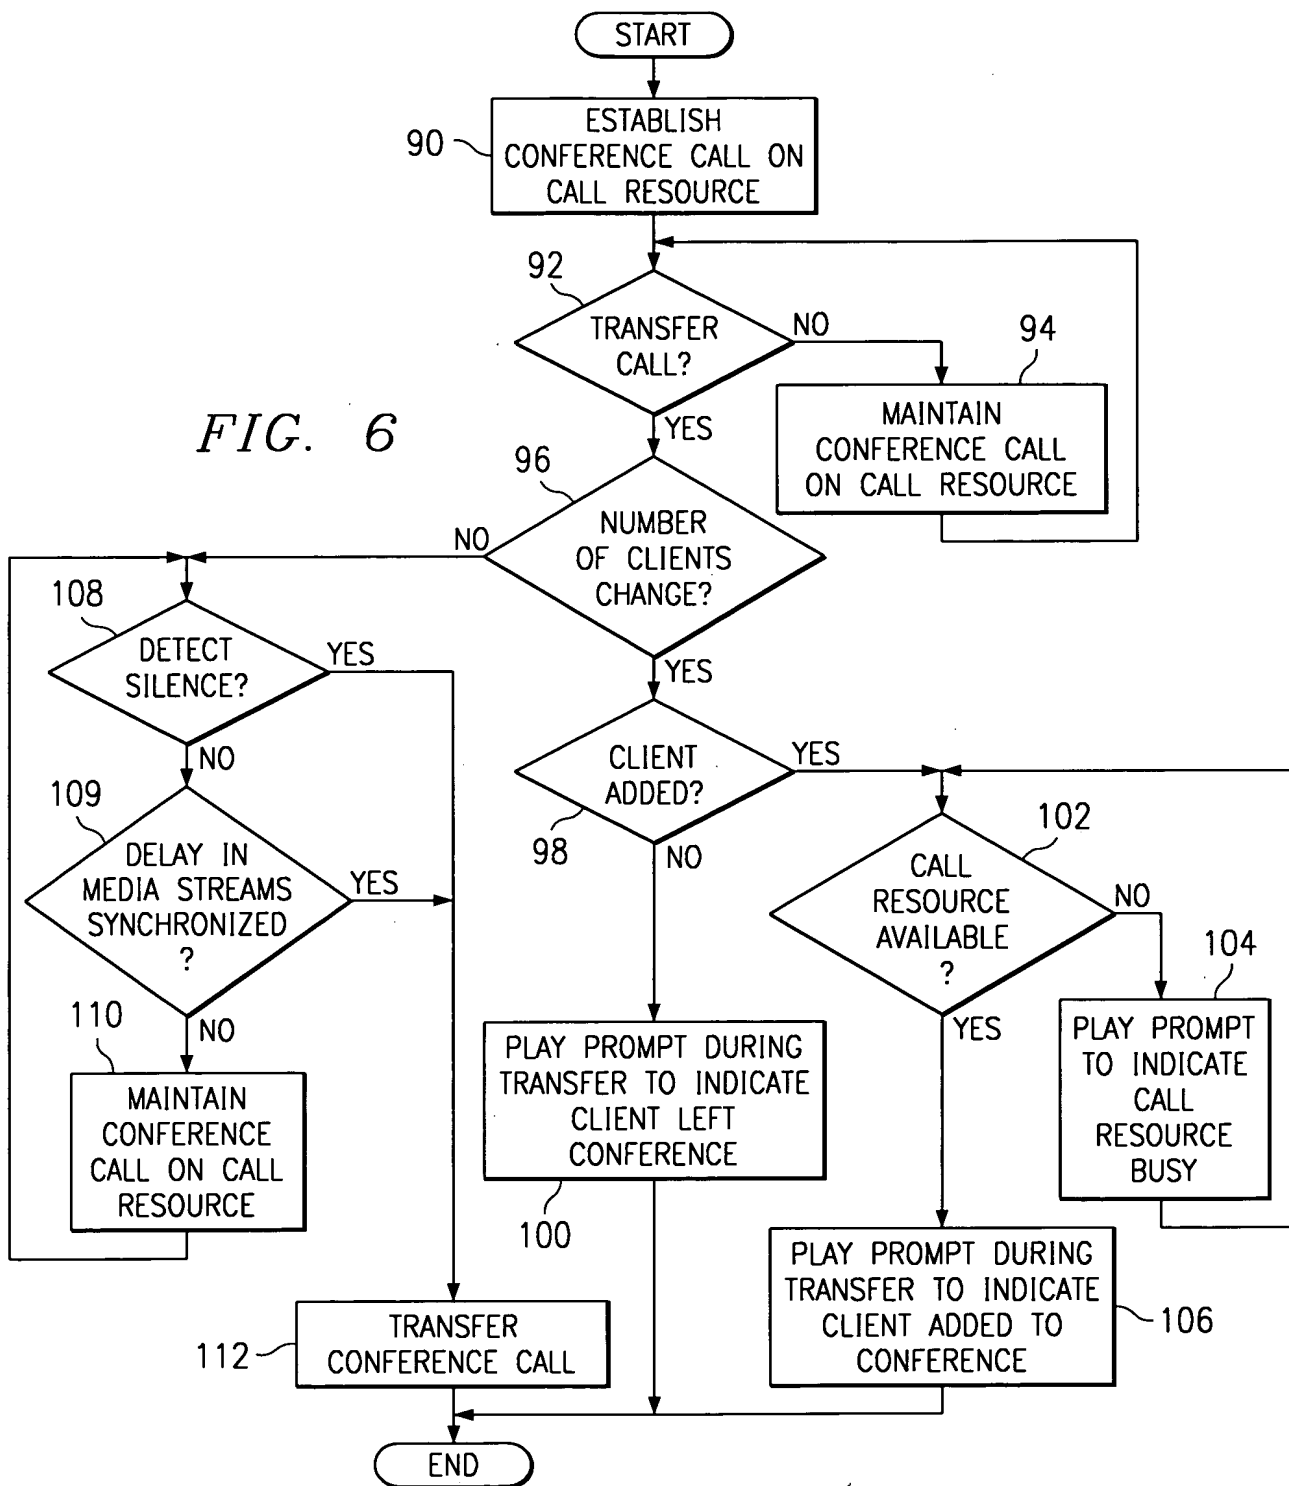 START
90
ESTABLISH
CONFERENCE CALL ON
CALL RESOURCE
92
TRANSFER
CALL?
NO
YES
94
MAINTAIN
CONFERENCE CALL
ON CALL RESOURCE
FIG. 6
96
NUMBER
OF CLIENTS
CHANGE?
NO
YES
108
DETECT
SILENCE?
YES
NO
98
CLIENT
ADDED?
YES
NO
109
DELAY IN
MEDIA STREAMS
SYNCHRONIZED
?
YES
NO
102
CALL
RESOURCE
AVAILABLE
?
NO
YES
104
PLAY PROMPT
TO INDICATE
CALL
RESOURCE
BUSY
110
MAINTAIN
CONFERENCE
CALL ON CALL
RESOURCE
PLAY PROMPT DURING
TRANSFER TO INDICATE
CLIENT LEFT
CONFERENCE
100
PLAY PROMPT DURING
TRANSFER TO INDICATE
CLIENT ADDED TO
CONFERENCE
106
112
TRANSFER
CONFERENCE CALL
END